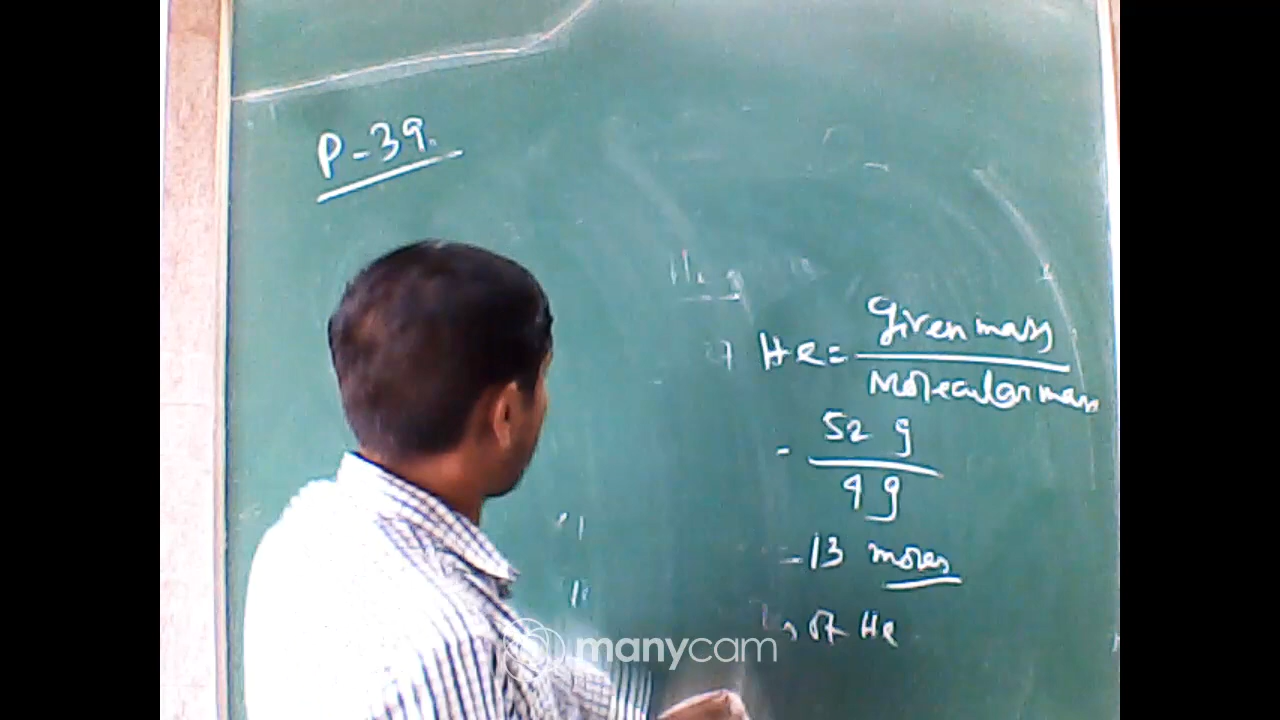 P-39.
He = Given mass
Molecular mass
52 g
4 g
= 13 moles
of He
manycam